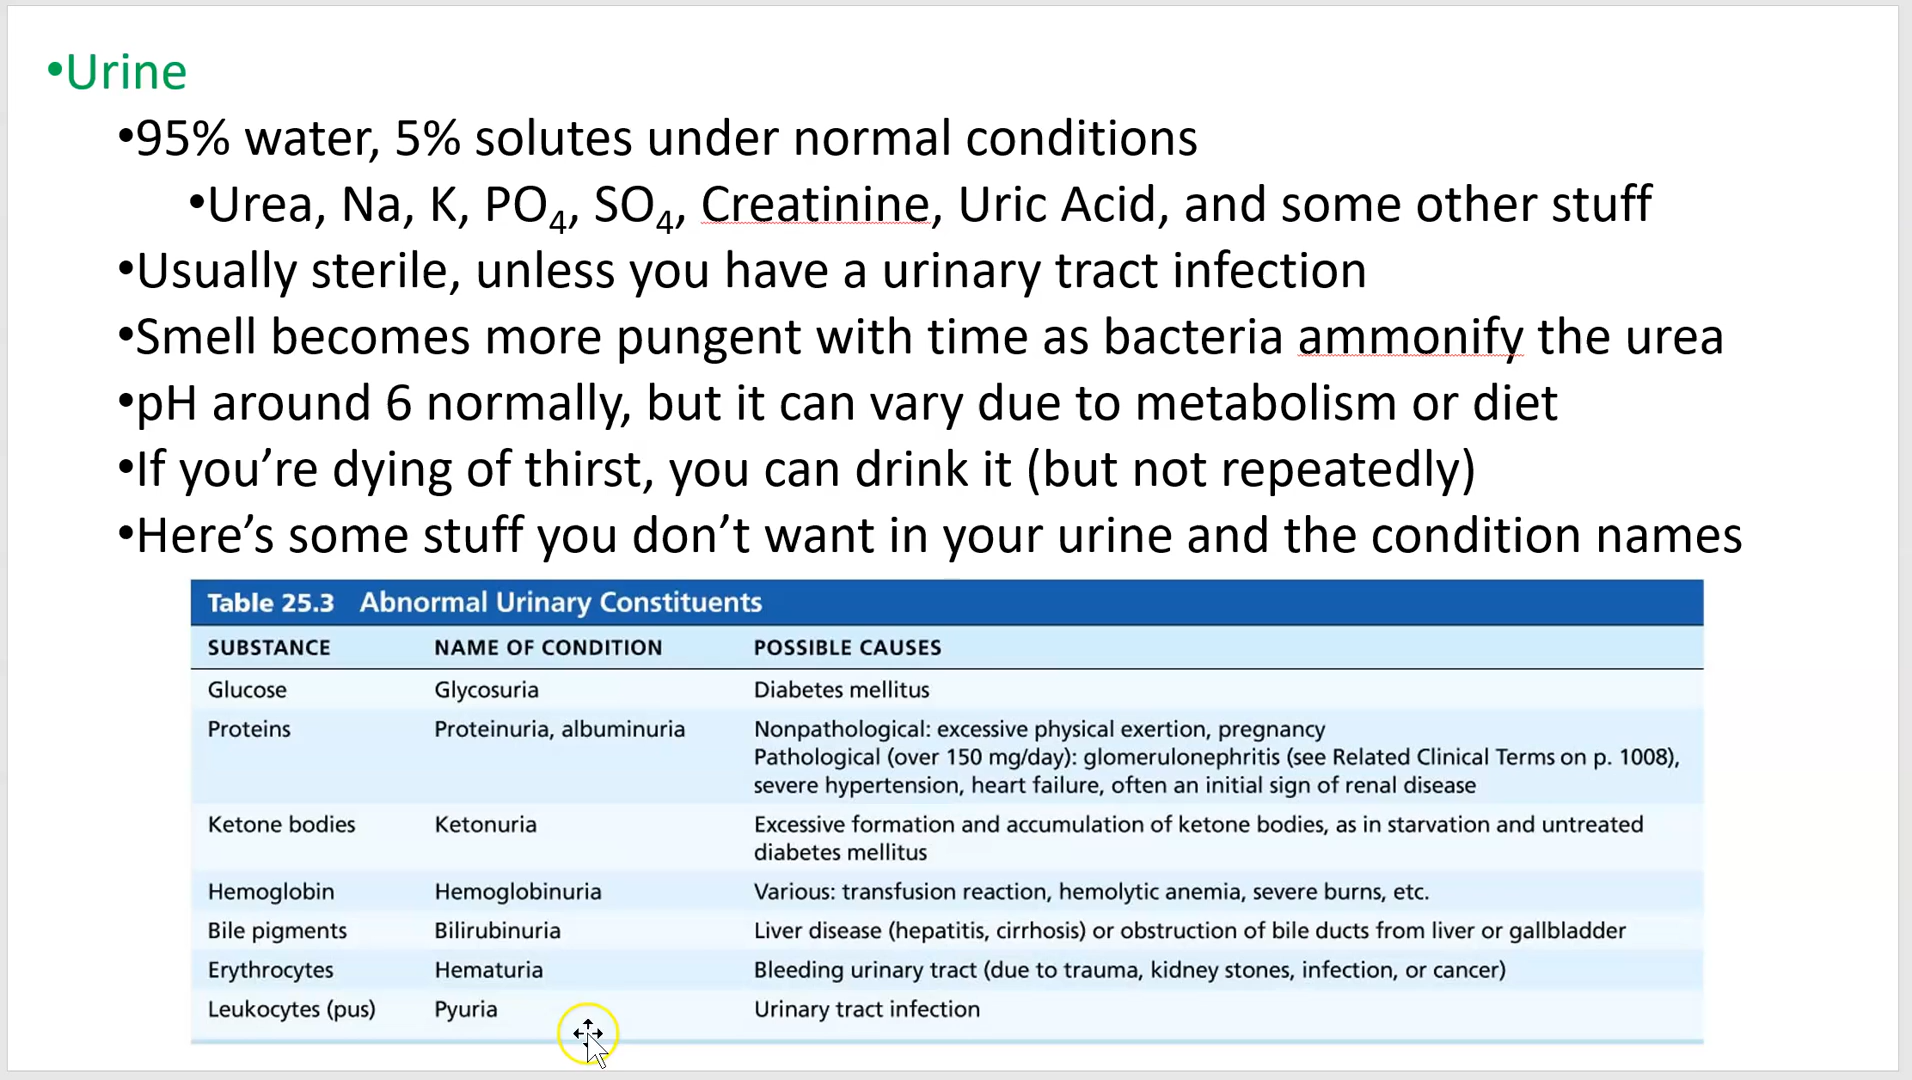 •Urine
•95% water, 5% solutes under normal conditions
•Urea, Na, K, PO₄, SO₄, Creatinine, Uric Acid, and some other stuff
•Usually sterile, unless you have a urinary tract infection
•Smell becomes more pungent with time as bacteria ammonify the urea
•pH around 6 normally, but it can vary due to metabolism or diet
•If you’re dying of thirst, you can drink it (but not repeatedly)
•Here’s some stuff you don’t want in your urine and the condition names
Table 25.3 Abnormal Urinary Constituents
SUBSTANCE NAME OF CONDITION POSSIBLE CAUSES
Glucose Glycosuria Diabetes mellitus
Proteins Proteinuria, albuminuria Nonpathological: excessive physical exertion, pregnancy
Pathological (over 150 mg/day): glomerulonephritis (see Related Clinical Terms on p. 1008),
severe hypertension, heart failure, often an initial sign of renal disease
Ketone bodies Ketonuria Excessive formation and accumulation of ketone bodies, as in starvation and untreated
diabetes mellitus
Hemoglobin Hemoglobinuria Various: transfusion reaction, hemolytic anemia, severe burns, etc.
Bile pigments Bilirubinuria Liver disease (hepatitis, cirrhosis) or obstruction of bile ducts from liver or gallbladder
Erythrocytes Hematuria Bleeding urinary tract (due to trauma, kidney stones, infection, or cancer)
Leukocytes (pus) Pyuria Urinary tract infection